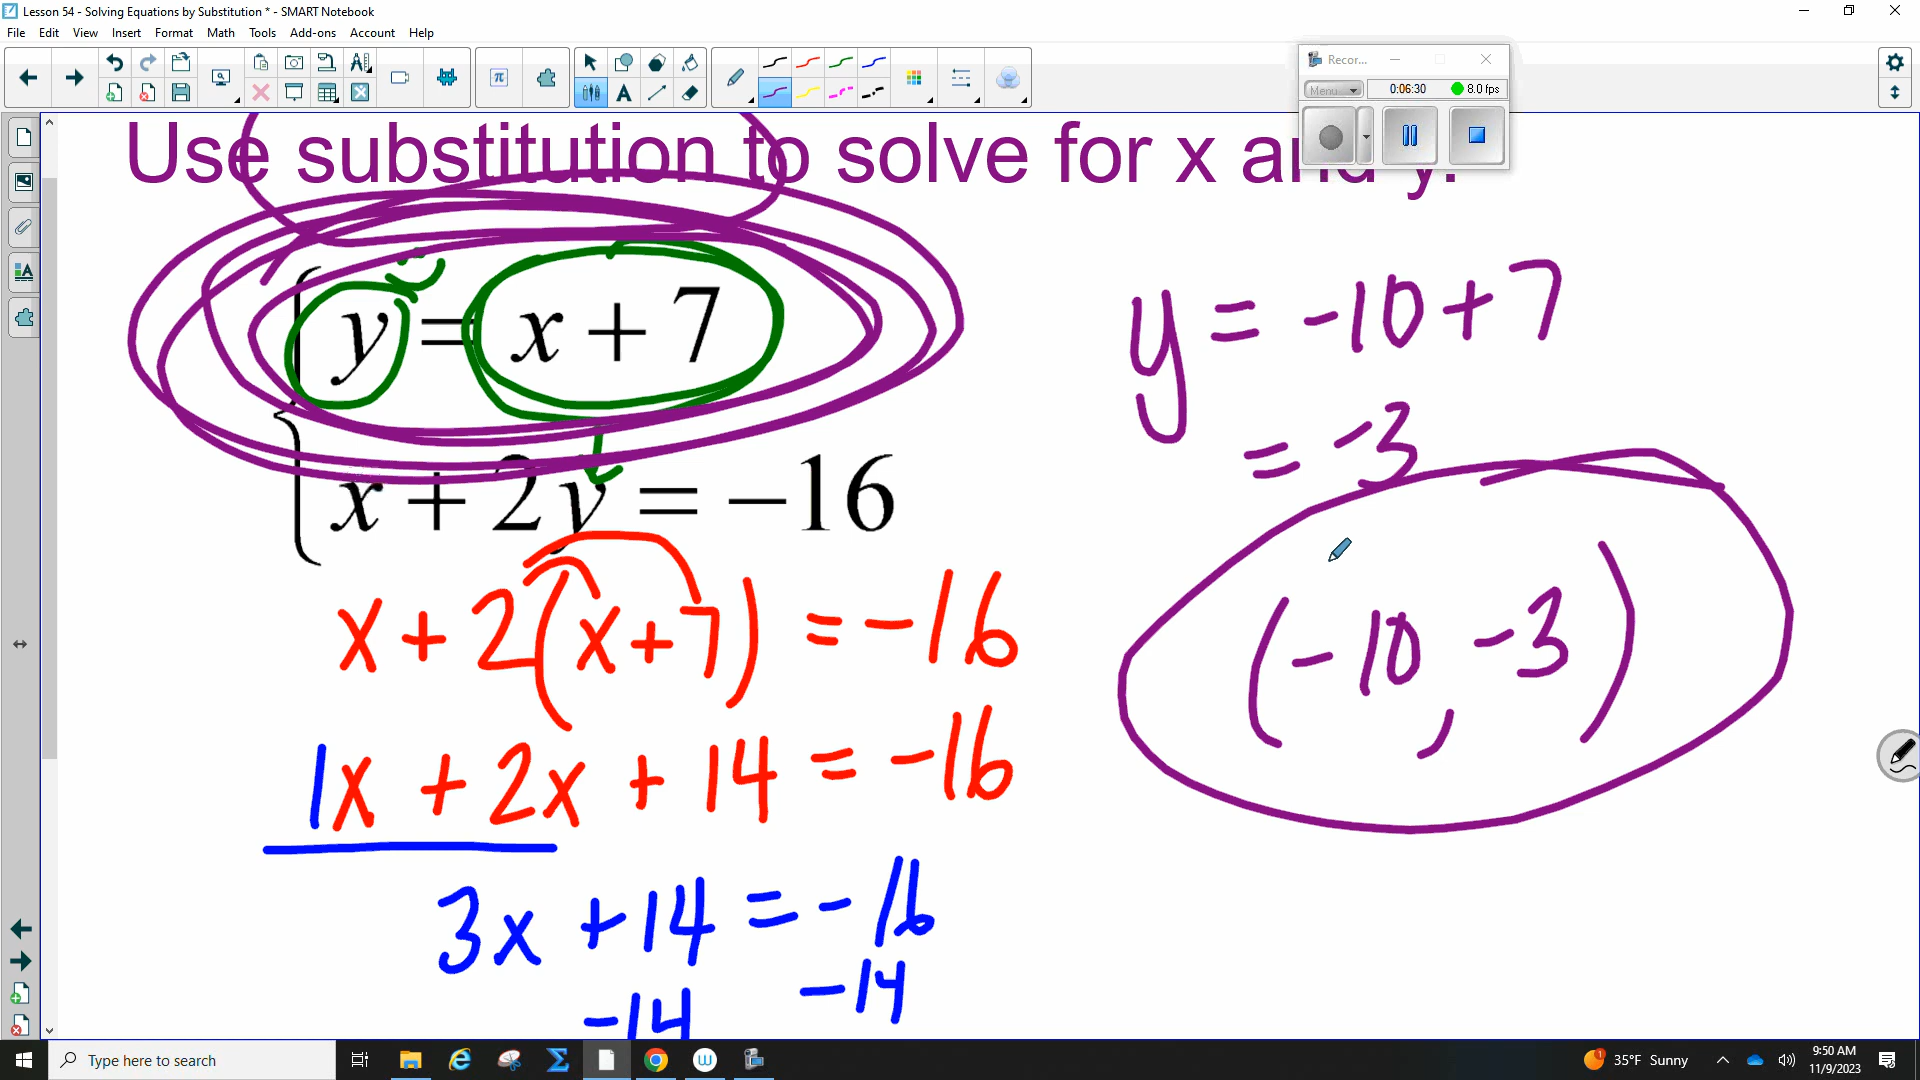 Lesson 54 - Solving Equations by Substitution * - SMART Notebook
File Edit View Insert Format Math Tools Add-ons Account Help
Recor...
Menu 0:06:30 8.0 fps
Use substitution to solve for x and y.
y = x + 7
x + 2y = −16
x + 2(x + 7) = -16
1x + 2x + 14 = -16
3x + 14 = -16
-14 -14
y = -10 + 7
= -3
(-10, -3)
Type here to search
35°F Sunny
9:50 AM
11/9/2023